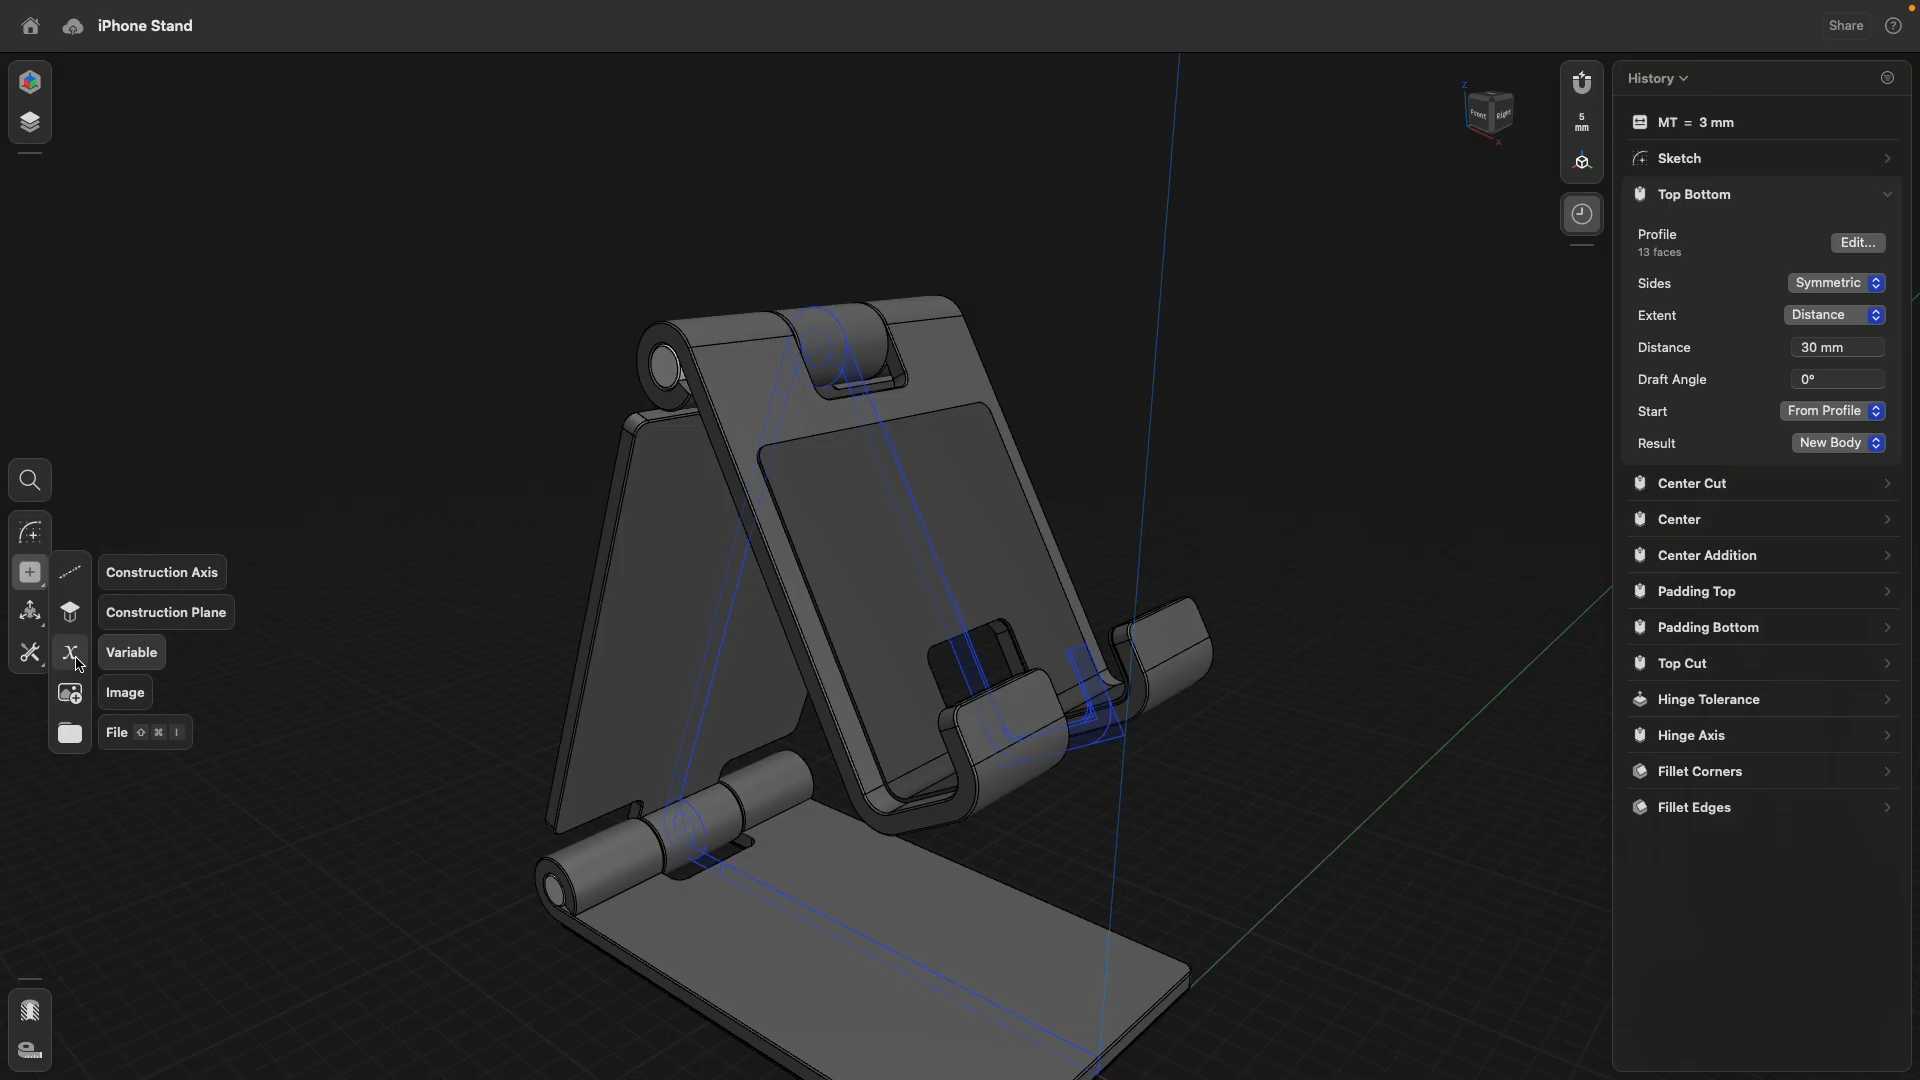 iPhone Stand
Share
?
History
5
mm
Z
Front
Right
X
MT = 3 mm
Sketch
Top Bottom
Profile
13 faces
Edit...
Sides
Symmetric
Extent
Distance
Distance
30 mm
Draft Angle
0°
Start
From Profile
Result
New Body
Center Cut
Center
Center Addition
Padding Top
Padding Bottom
Top Cut
Hinge Tolerance
Hinge Axis
Fillet Corners
Fillet Edges
Construction Axis
Construction Plane
x
Variable
Image
File ⇧ ⌘ I